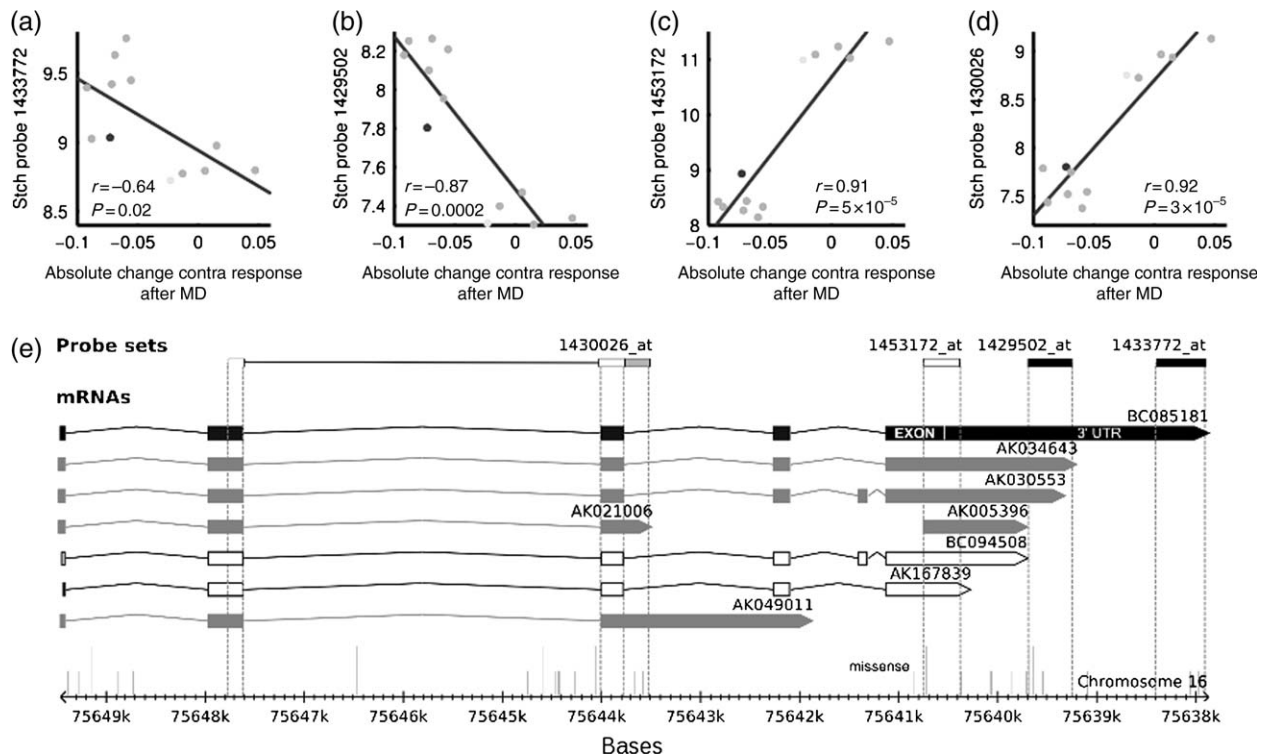 (a)
Stch probe 1433772
9.5
9
8.5
r=−0.64
P=0.02
−0.1 −0.05 0 0.05
Absolute change contra response
after MD
(b)
Stch probe 1429502
8.2
8
7.8
7.6
7.4
r=−0.87
P=0.0002
−0.1 −0.05 0 0.05
Absolute change contra response
after MD
(c)
Stch probe 1453172
11
10
9
8
r=0.91
P=5×10⁻⁵
−0.1 −0.05 0 0.05
Absolute change contra response
after MD
(d)
Stch probe 1430026
9
8.5
8
7.5
r=0.92
P=3×10⁻⁵
−0.1 −0.05 0 0.05
Absolute change contra response
after MD
(e)
Probe sets 1430026_at 1453172_at 1429502_at 1433772_at
mRNAs
BC085181
EXON 3' UTR
AK034643
AK030553
AK021006 AK005396
BC094508
AK167839
AK049011
missense
Chromosome 16
75649k 75648k 75647k 75646k 75645k 75644k 75643k 75642k 75641k 75640k 75639k 75638k
Bases